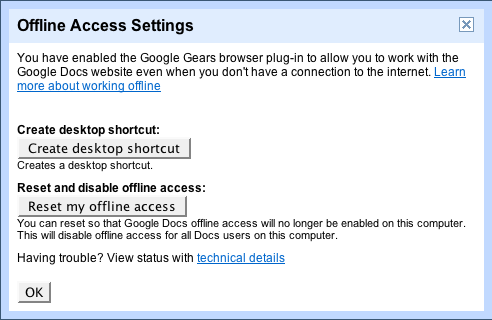 Offline Access Settings
You have enabled the Google Gears browser plug-in to allow you to work with the
Google Docs website even when you don't have a connection to the internet. Learn
more about working offline
Create desktop shortcut:
Create desktop shortcut
Creates a desktop shortcut.
Reset and disable offline access:
Reset my offline access
You can reset so that Google Docs offline access will no longer be enabled on this computer.
This will disable offline access for all Docs users on this computer.
Having trouble? View status with technical details
OK